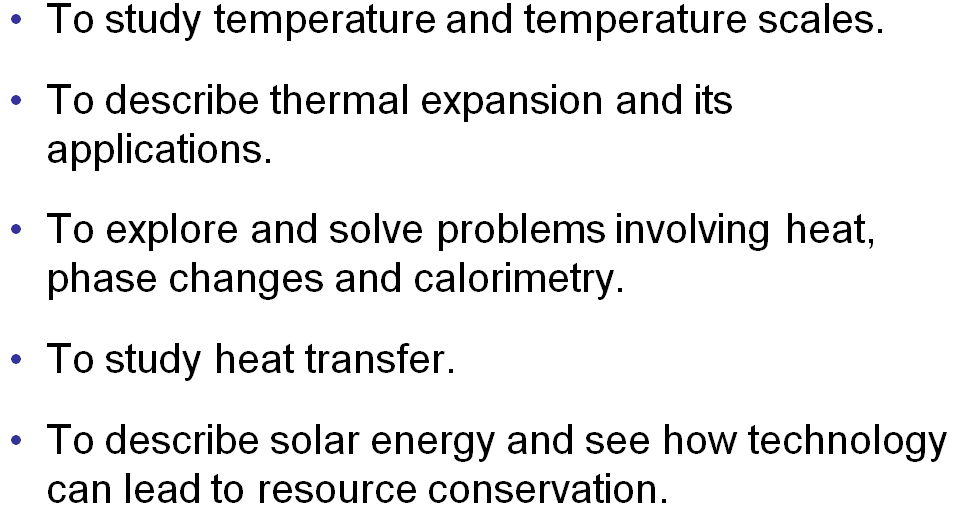 • To study temperature and temperature scales.
• To describe thermal expansion and its
applications.
• To explore and solve problems involving heat,
phase changes and calorimetry.
• To study heat transfer.
• To describe solar energy and see how technology
can lead to resource conservation.